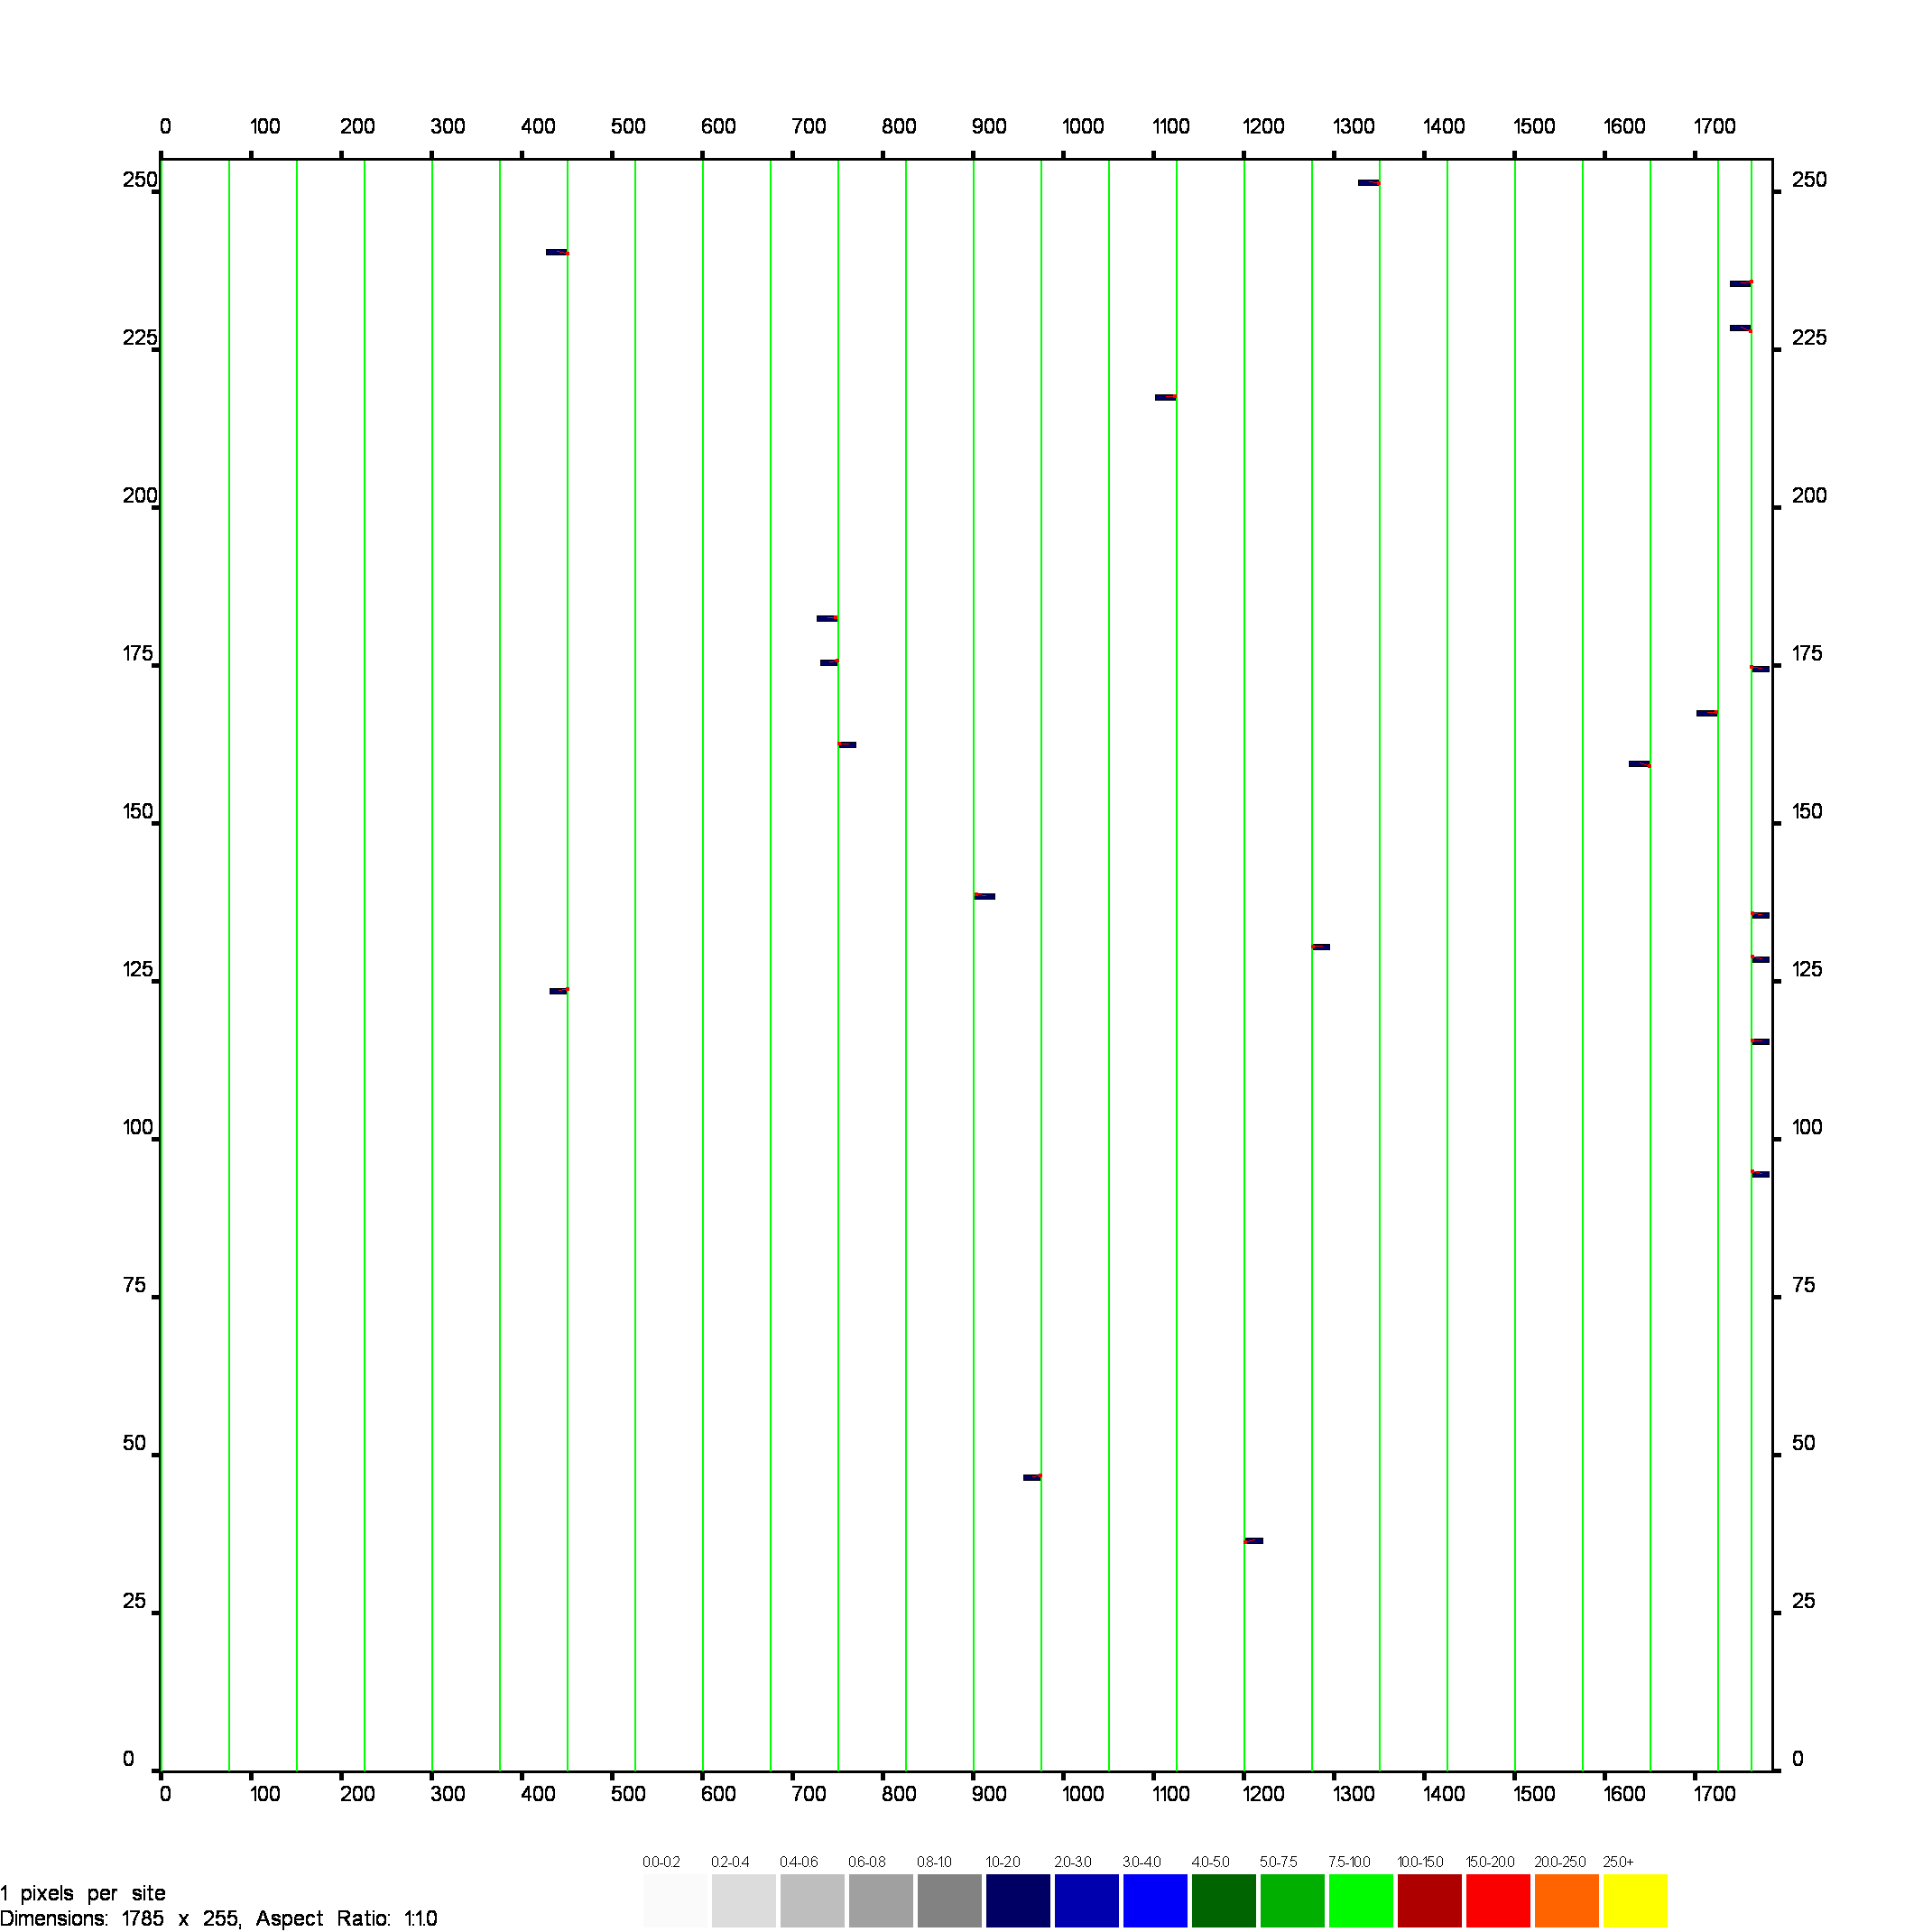 0 100 200 300 400 500 600 700 800 900 1000 1100 1200 1300 1400 1500 1600 1700
250 250
225 225
200 200
175 175
150 150
125 125
100 100
75 75
50 50
25 25
0 0
0 100 200 300 400 500 600 700 800 900 1000 1100 1200 1300 1400 1500 1600 1700
0.0-0.2 0.2-0.4 0.4-0.6 0.6-0.8 0.8-1.0 1.0-2.0 2.0-3.0 3.0-4.0 4.0-5.0 5.0-7.5 7.5-10.0 10.0-15.0 15.0-20.0 20.0-25.0 25.0+
1 pixels per site
Dimensions: 1785 x 255, Aspect Ratio: 1:1.0